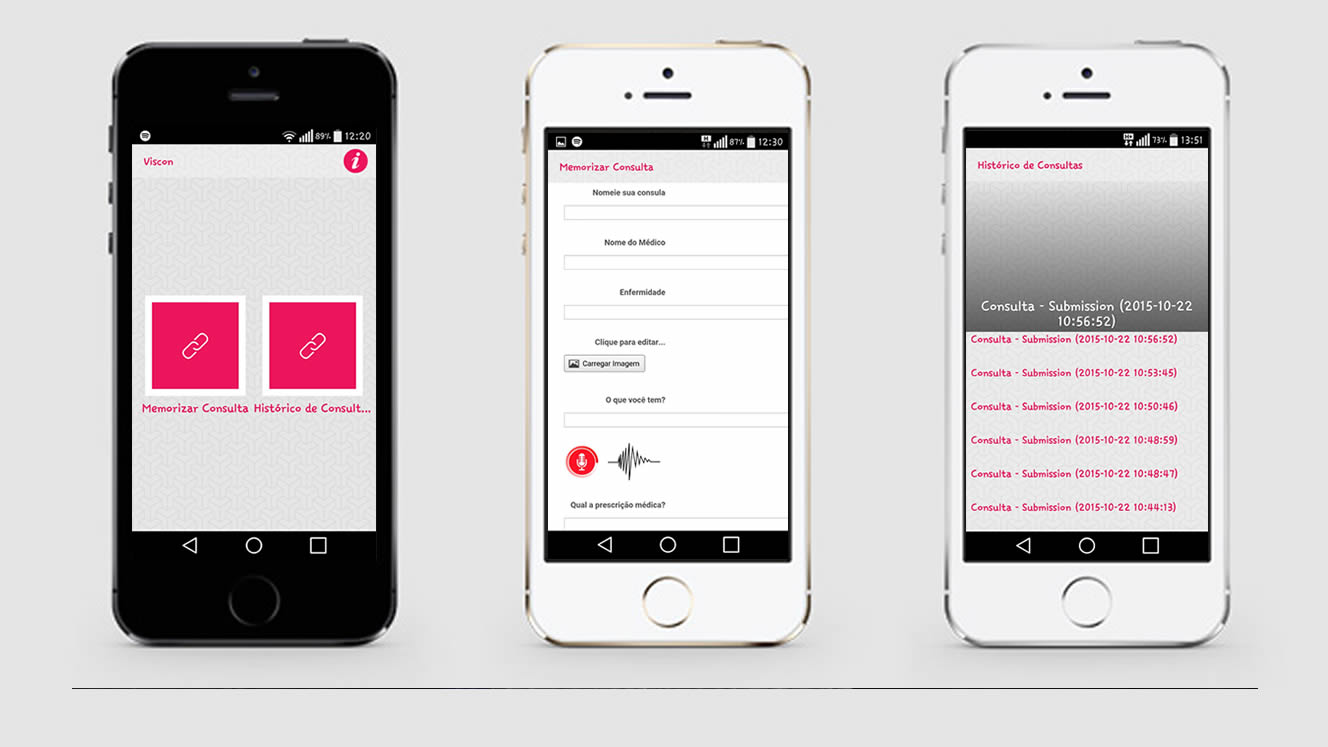 89% 12:20
Viscon
Memorizar Consulta
Histórico de Consult...
H 87% 12:30
Memorizar Consulta
Nomeie sua consula
Nome do Médico
Enfermidade
Clique para editar...
Carregar Imagem
O que você tem?
Qual a prescrição médica?
H+ 73% 13:51
Histórico de Consultas
Consulta - Submission (2015-10-22
10:56:52)
Consulta - Submission (2015-10-22 10:56:52)
Consulta - Submission (2015-10-22 10:53:45)
Consulta - Submission (2015-10-22 10:50:46)
Consulta - Submission (2015-10-22 10:48:59)
Consulta - Submission (2015-10-22 10:48:47)
Consulta - Submission (2015-10-22 10:44:13)